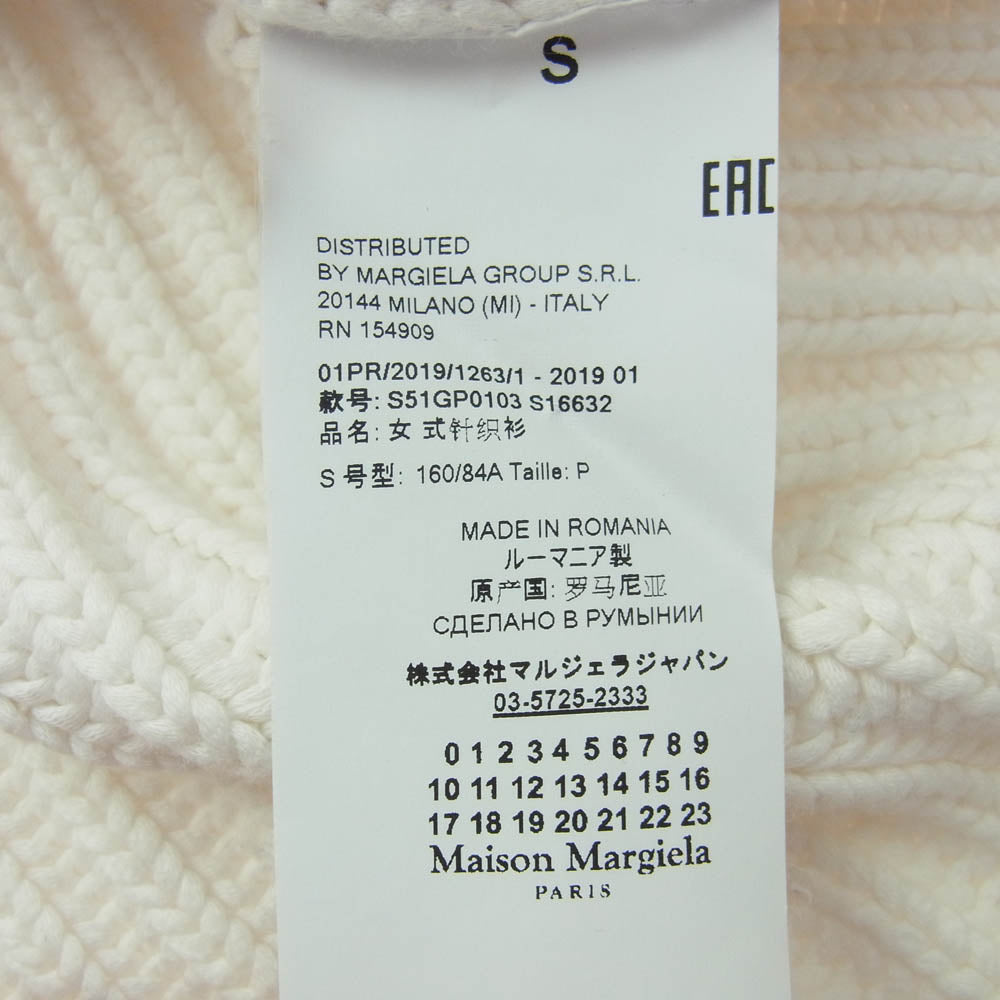 S
EAC
DISTRIBUTED
BY MARGIELA GROUP S.R.L.
20144 MILANO (MI) - ITALY
RN 154909
01PR/2019/1263/1 - 2019 01
款号: S51GP0103 S16632
品名: 女 式针织衫
S 号型: 160/84A Taille: P
MADE IN ROMANIA
ルーマニア製
原产国: 罗马尼亚
СДЕЛАНО В РУМЫНИИ
株式会社マルジェラジャパン
03-5725-2333
0 1 2 3 4 5 6 7 8 9
10 11 12 13 14 15 16
17 18 19 20 21 22 23
Maison Margiela
PARIS